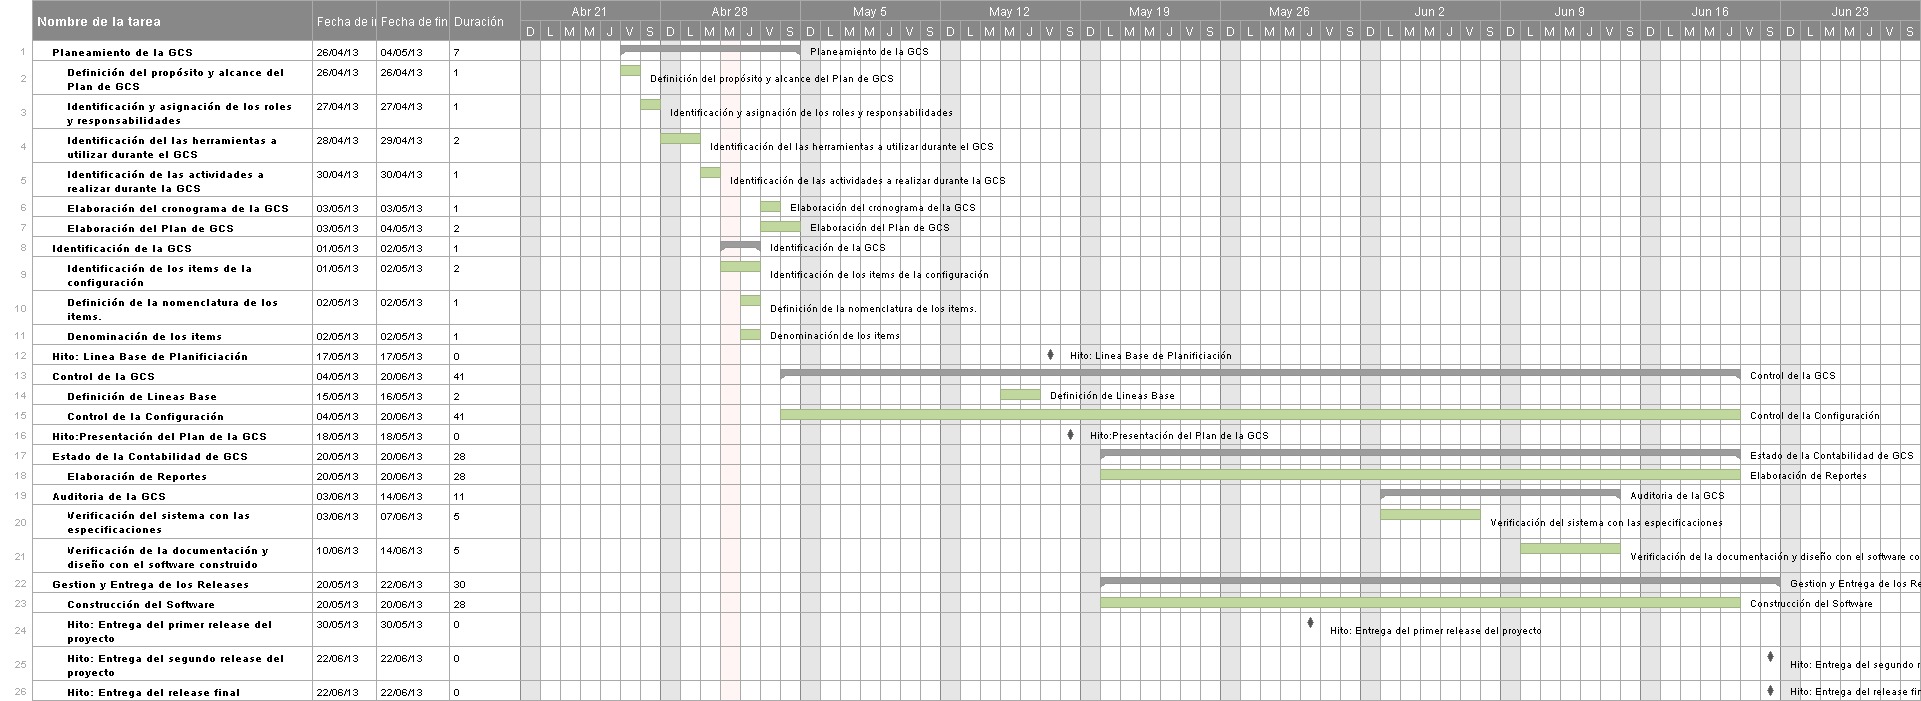 Nombre de la tarea Fecha de i Fecha de fin Duración Abr 21 Abr 28 May 5 May 12 May 19 May 26 Jun 2 Jun 9 Jun 16 Jun 23
D L M M J V S D L M M J V S D L M M J V S D L M M J V S D L M M J V S D L M M J V S D L M M J V S D L M M J V S D L M M J V S D L M M J V S
1 Planeamiento de la GCS 26/04/13 04/05/13 7 Planeamiento de la GCS
2 Definición del propósito y alcance del 26/04/13 26/04/13 1
Plan de GCS Definición del propósito y alcance del Plan de GCS
3 Identificación y asignación de los roles 27/04/13 27/04/13 1
y responsabilidades Identificación y asignación de los roles y responsabilidades
4 Identificación del las herramientas a 28/04/13 29/04/13 2
utilizar durante el GCS Identificación del las herramientas a utilizar durante el GCS
5 Identificación de las actividades a 30/04/13 30/04/13 1
realizar durante la GCS Identificación de las actividades a realizar durante la GCS
6 Elaboración del cronograma de la GCS 03/05/13 03/05/13 1 Elaboración del cronograma de la GCS
7 Elaboración del Plan de GCS 03/05/13 04/05/13 2 Elaboración del Plan de GCS
8 Identificación de la GCS 01/05/13 02/05/13 1 Identificación de la GCS
9 Identificación de los items de la 01/05/13 02/05/13 2
configuración Identificación de los items de la configuración
10 Definición de la nomenclatura de los 02/05/13 02/05/13 1
items. Definición de la nomenclatura de los items.
11 Denominación de los items 02/05/13 02/05/13 1 Denominación de los items
12 Hito: Linea Base de Planificiación 17/05/13 17/05/13 0 Hito: Linea Base de Planificiación
13 Control de la GCS 04/05/13 20/06/13 41 Control de la GCS
14 Definición de Lineas Base 15/05/13 16/05/13 2 Definición de Lineas Base
15 Control de la Configuración 04/05/13 20/06/13 41 Control de la Configuración
16 Hito:Presentación del Plan de la GCS 18/05/13 18/05/13 0 Hito:Presentación del Plan de la GCS
17 Estado de la Contabilidad de GCS 20/05/13 20/06/13 28 Estado de la Contabilidad de GCS
18 Elaboración de Reportes 20/05/13 20/06/13 28 Elaboración de Reportes
19 Auditoria de la GCS 03/06/13 14/06/13 11 Auditoria de la GCS
20 Verificación del sistema con las 03/06/13 07/06/13 5
especificaciones Verificación del sistema con las especificaciones
21 Verificación de la documentación y 10/06/13 14/06/13 5
diseño con el software construido Verificación de la documentación y diseño con el software co
22 Gestion y Entrega de los Releases 20/05/13 22/06/13 30 Gestion y Entrega de los Re
23 Construcción del Software 20/05/13 20/06/13 28 Construcción del Software
24 Hito: Entrega del primer release del 30/05/13 30/05/13 0
proyecto Hito: Entrega del primer release del proyecto
25 Hito: Entrega del segundo release del 22/06/13 22/06/13 0
proyecto Hito: Entrega del segundo r
26 Hito: Entrega del release final 22/06/13 22/06/13 0 Hito: Entrega del release fin